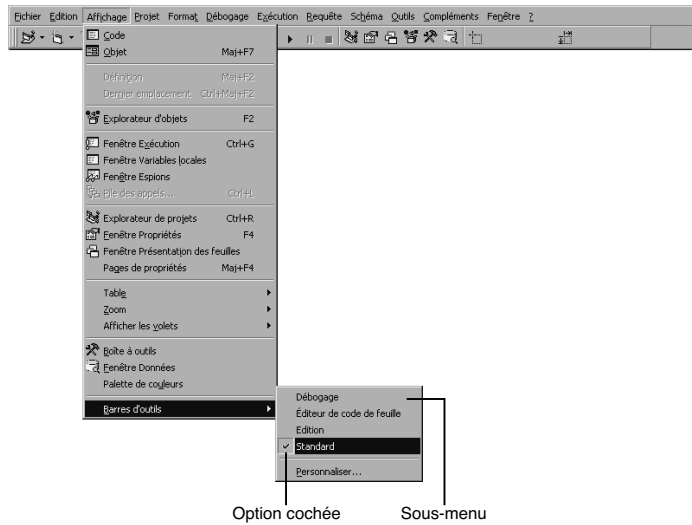 Fichier Edition Affichage Projet Format Débogage Exécution Requête Schéma Outils Compléments Fenêtre ?
Code
Objet Maj+F7
Définition Maj+F2
Dernier emplacement Ctrl+Maj+F2
Explorateur d'objets F2
Fenêtre Exécution Ctrl+G
Fenêtre Variables locales
Fenêtre Espions
Pile des appels... Ctrl+L
Explorateur de projets Ctrl+R
Fenêtre Propriétés F4
Fenêtre Présentation des feuilles
Pages de propriétés Maj+F4
Table
Zoom
Afficher les volets
Boîte à outils
Fenêtre Données
Palette de couleurs
Barres d'outils
Débogage
Éditeur de code de feuille
Edition
Standard
Personnaliser...
Option cochée
Sous-menu